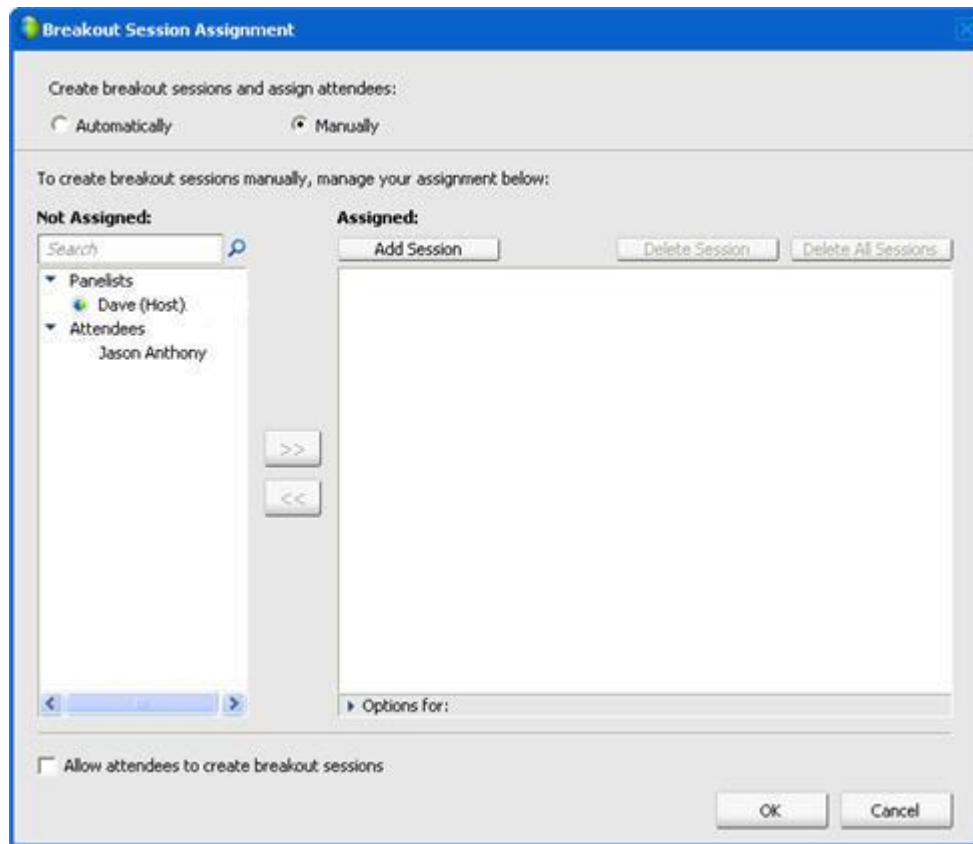 Breakout Session Assignment
Create breakout sessions and assign attendees:
Automatically Manually
To create breakout sessions manually, manage your assignment below:
Not Assigned: Assigned:
Search Add Session Delete Session Delete All Sessions
Panelists
Dave (Host)
Attendees
Jason Anthony
>>
<<
Options for:
Allow attendees to create breakout sessions
OK Cancel